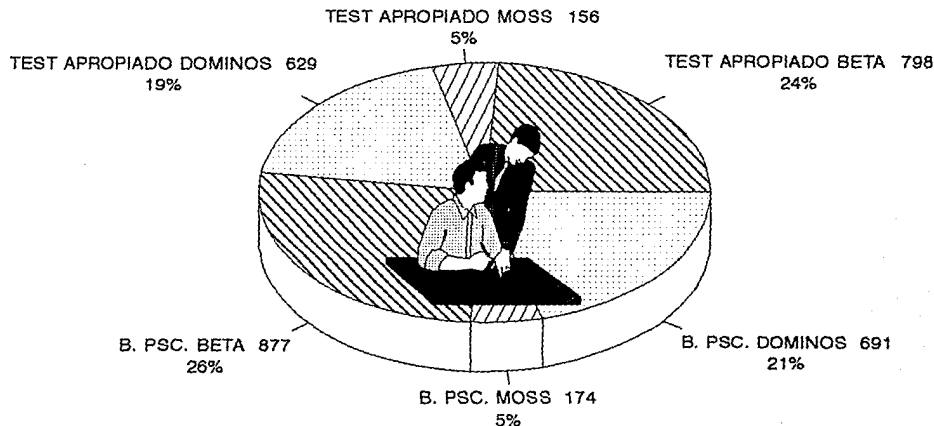 TEST APROPIADO MOSS 156
5%
TEST APROPIADO DOMINOS 629
19%
TEST APROPIADO BETA 798
24%
B. PSC. BETA 877
26%
B. PSC. DOMINOS 691
21%
B. PSC. MOSS 174
5%